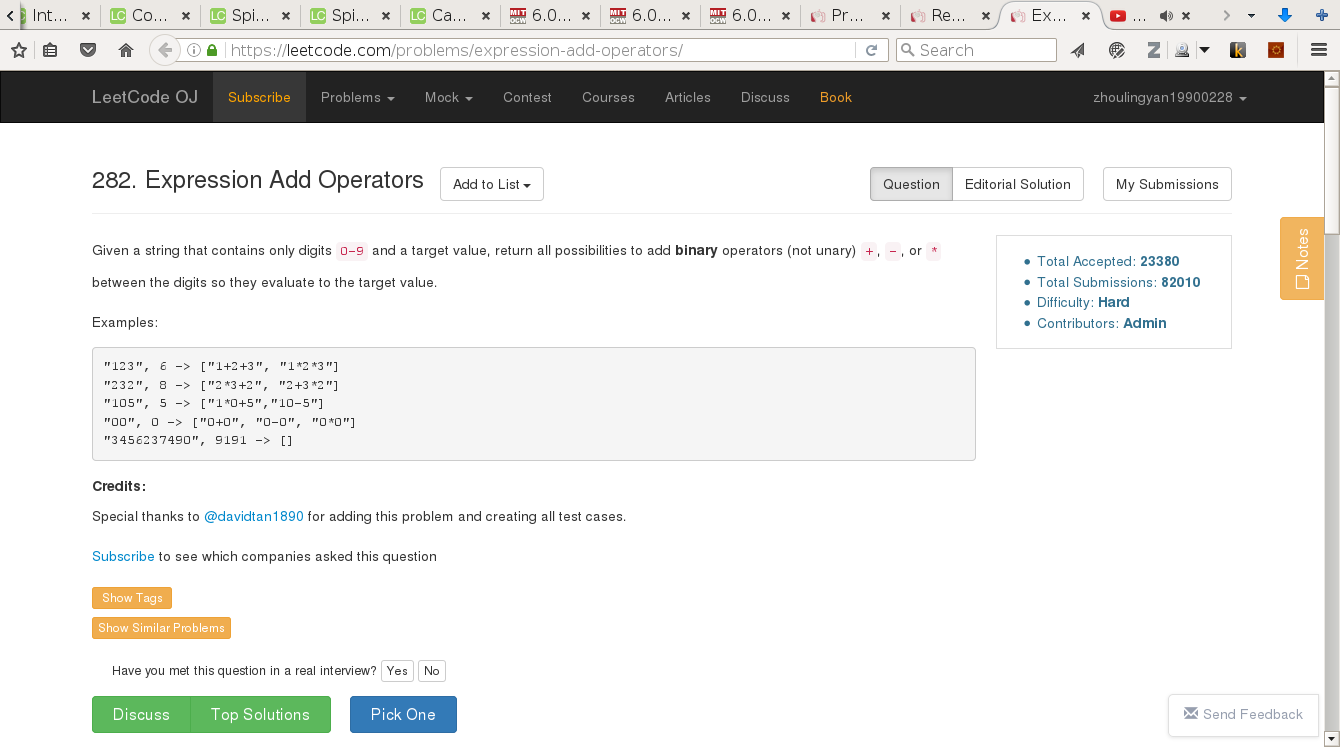 Int... Co... Spi... Spi... Ca... 6.0... 6.0... 6.0... Pr... Re... Ex... ...
https://leetcode.com/problems/expression-add-operators/ Search
LeetCode OJ Subscribe Problems Mock Contest Courses Articles Discuss Book zhoulingyan19900228
282. Expression Add Operators Add to List Question Editorial Solution My Submissions
Given a string that contains only digits 0-9 and a target value, return all possibilities to add binary operators (not unary) +, -, or *
between the digits so they evaluate to the target value.
Total Accepted: 23380
Total Submissions: 82010
Difficulty: Hard
Contributors: Admin
Notes
Examples:
"123", 6 -> ["1+2+3", "1*2*3"]
"232", 8 -> ["2*3+2", "2+3*2"]
"105", 5 -> ["1*0+5","10-5"]
"00", 0 -> ["0+0", "0-0", "0*0"]
"3456237490", 9191 -> []
Credits:
Special thanks to @davidtan1890 for adding this problem and creating all test cases.
Subscribe to see which companies asked this question
Show Tags
Show Similar Problems
Have you met this question in a real interview? Yes No
Discuss Top Solutions Pick One
Send Feedback